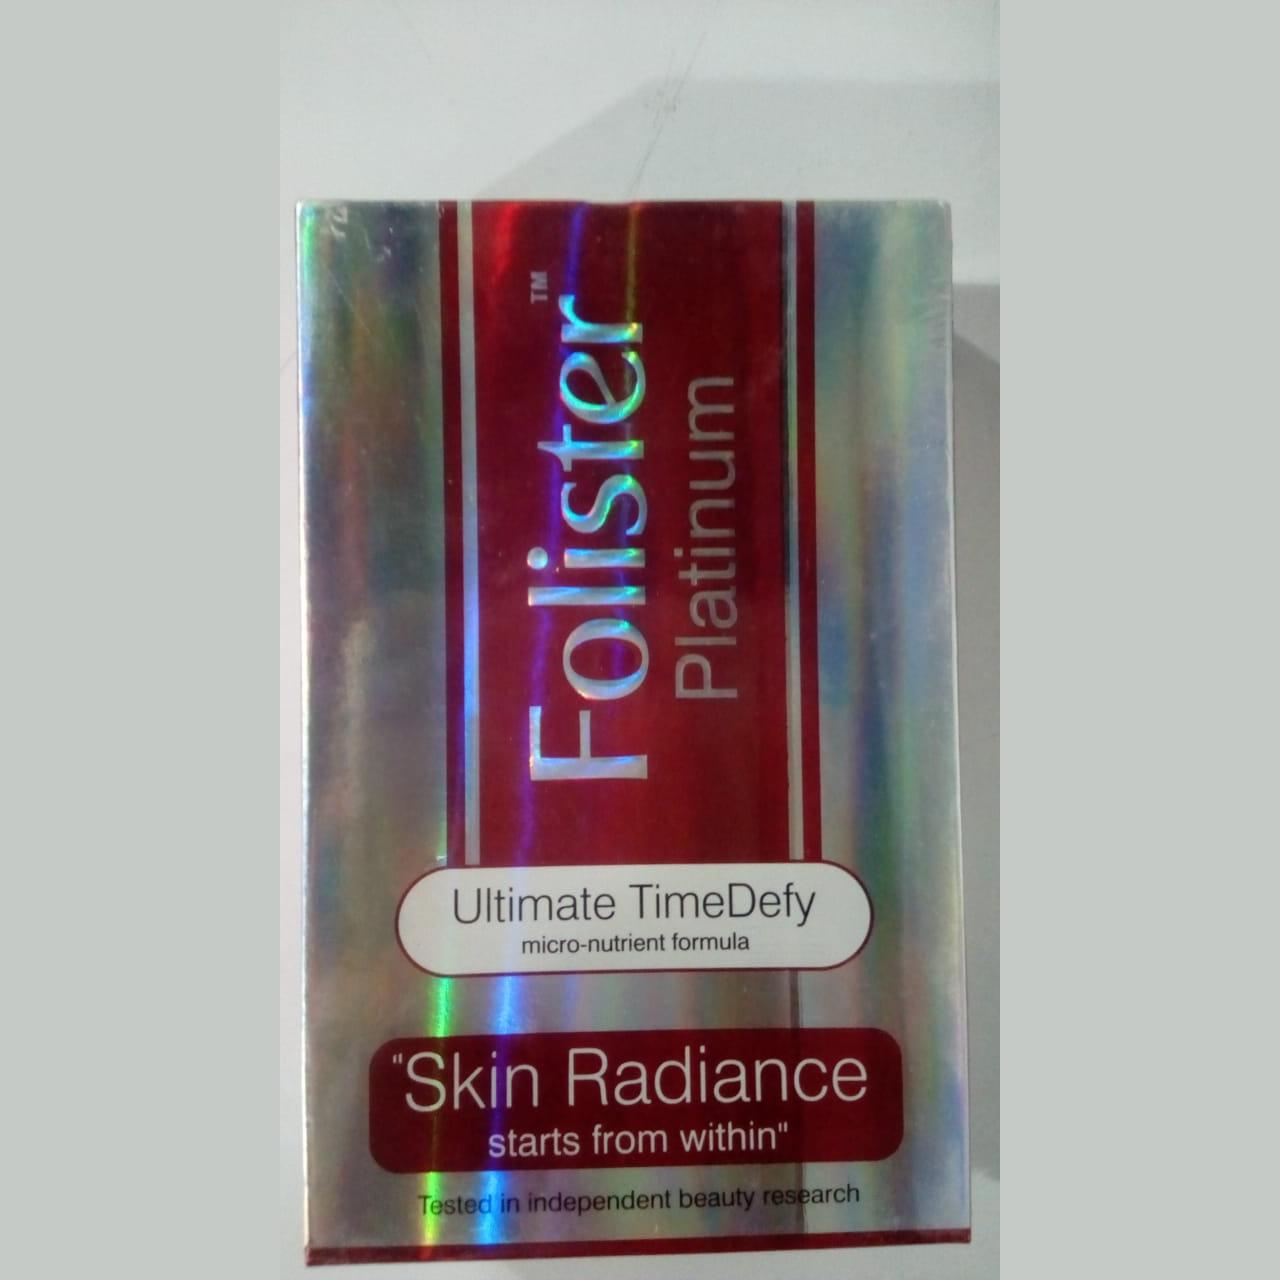 Folister™
Platinum
Ultimate TimeDefy
micro-nutrient formula
"Skin Radiance
starts from within"
Tested in independent beauty research